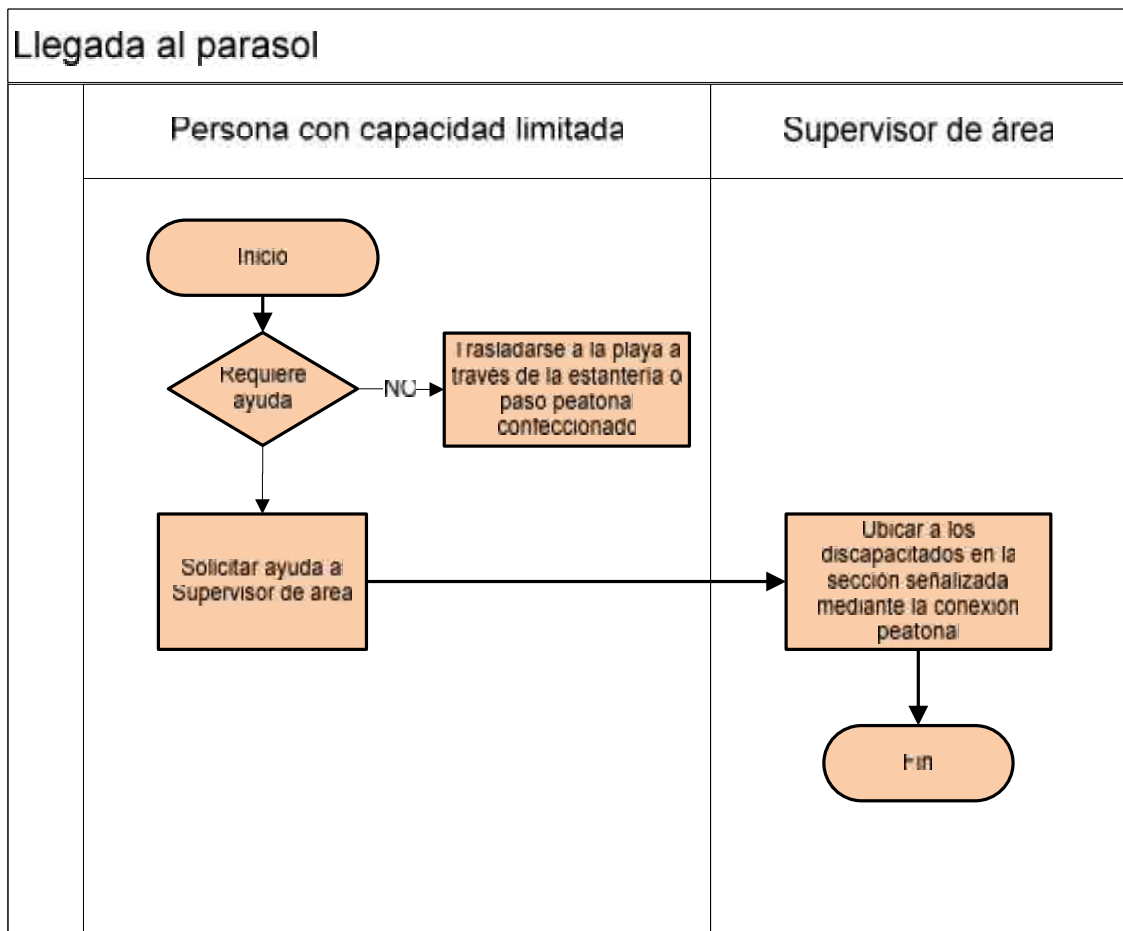 Llegada al parasol
Persona con capacidad limitada
Supervisor de área
Inicio
Requiere
ayuda
NO
Trasladarse a la playa a
través de la estantería o
paso peatonal
confeccionado
Solicitar ayuda al
Supervisor de área
Ubicar a los
discapacitados en la
sección señalizada
mediante la conexión
peatonal
Fin